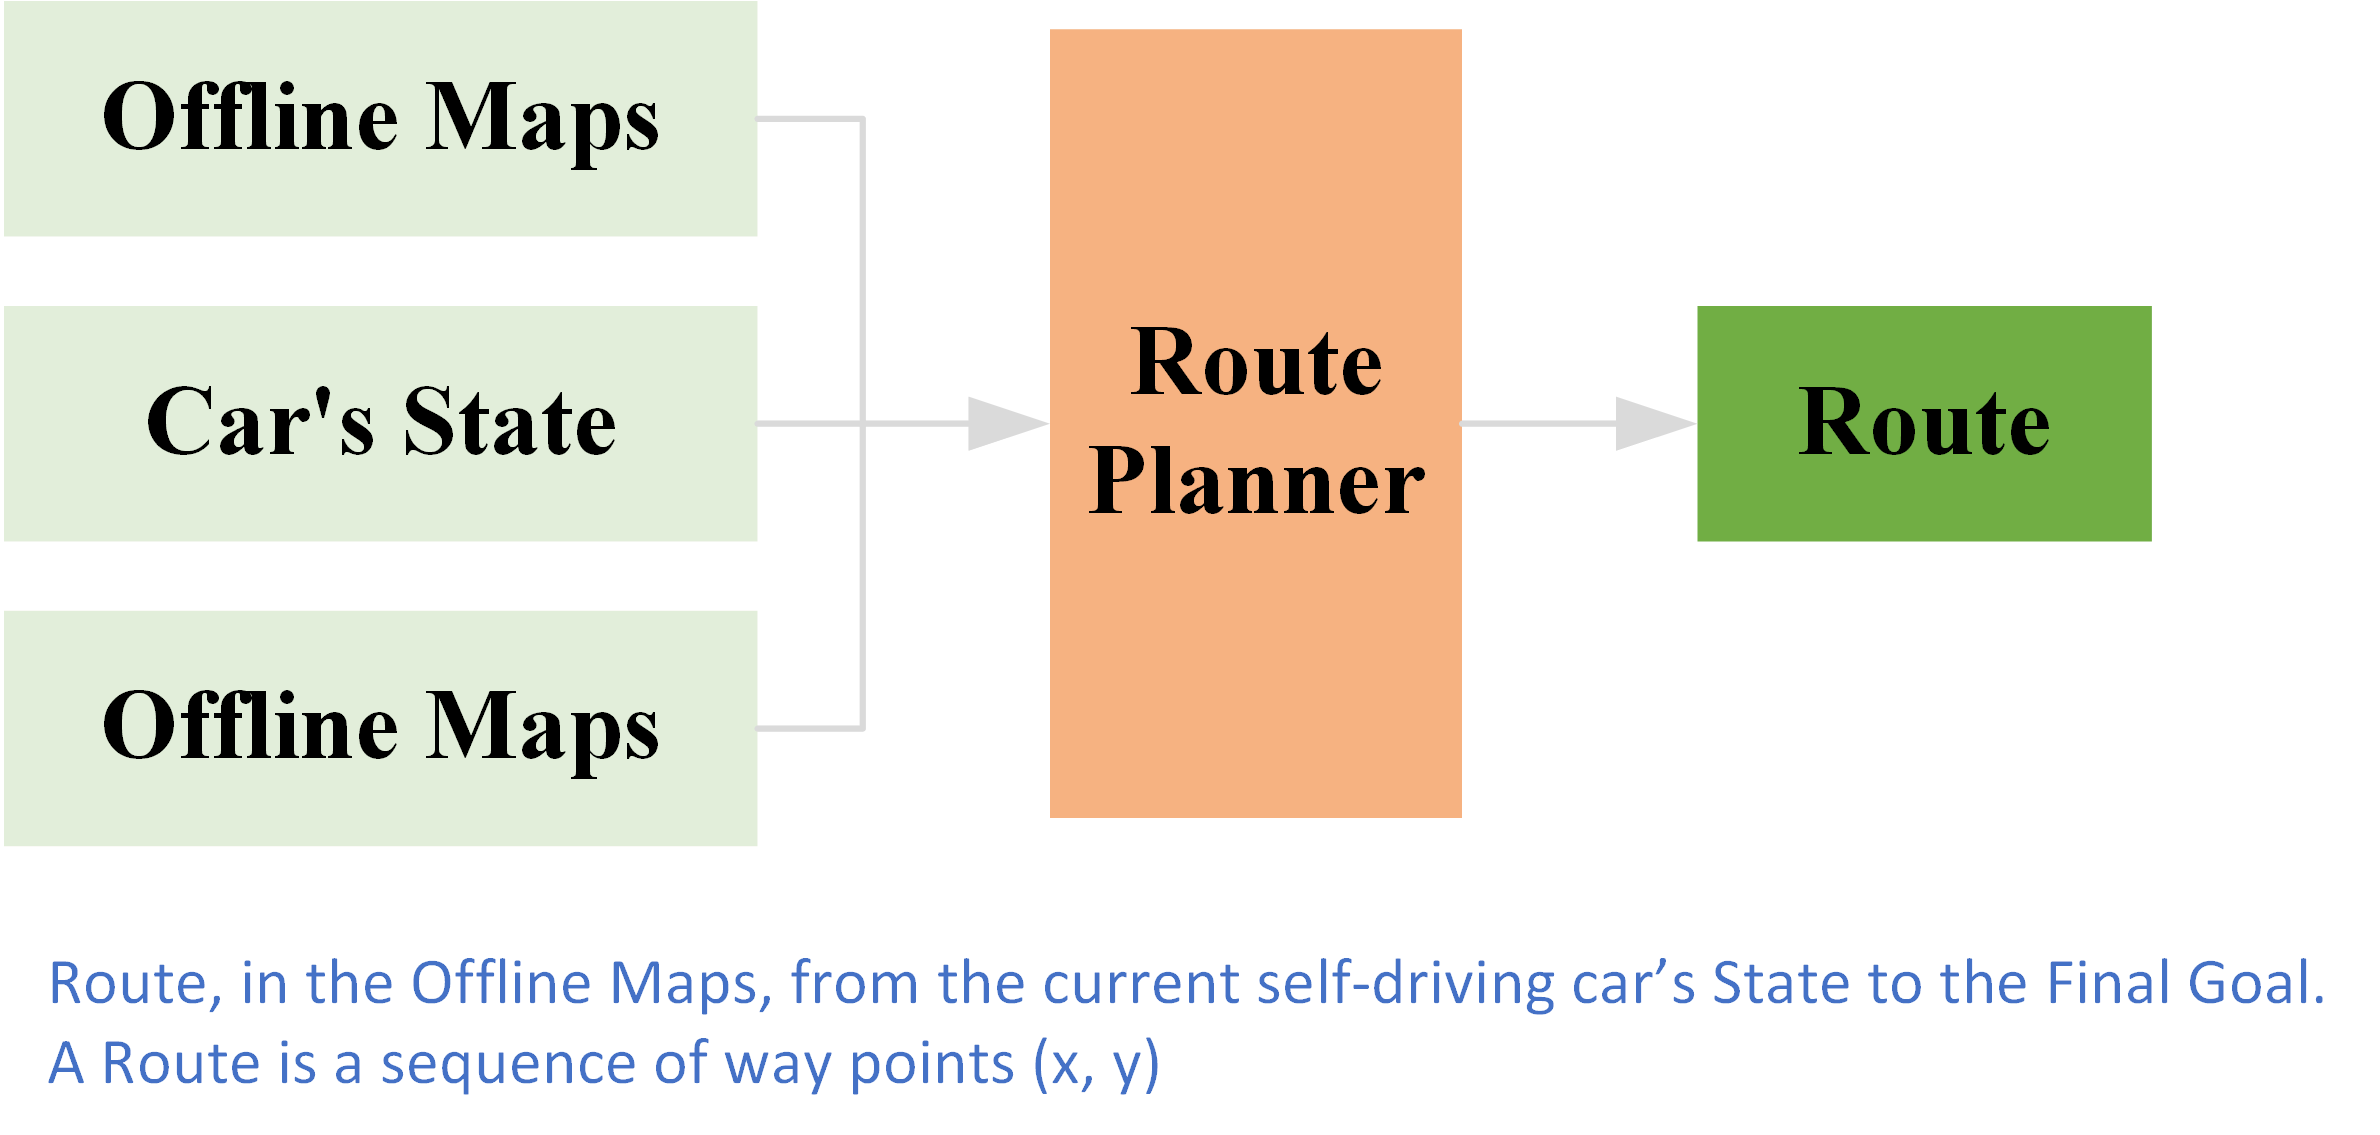 Offline Maps
Car's State
Offline Maps
Route
Planner
Route
Route, in the Offline Maps, from the current self-driving car’s State to the Final Goal.
A Route is a sequence of way points (x, y)